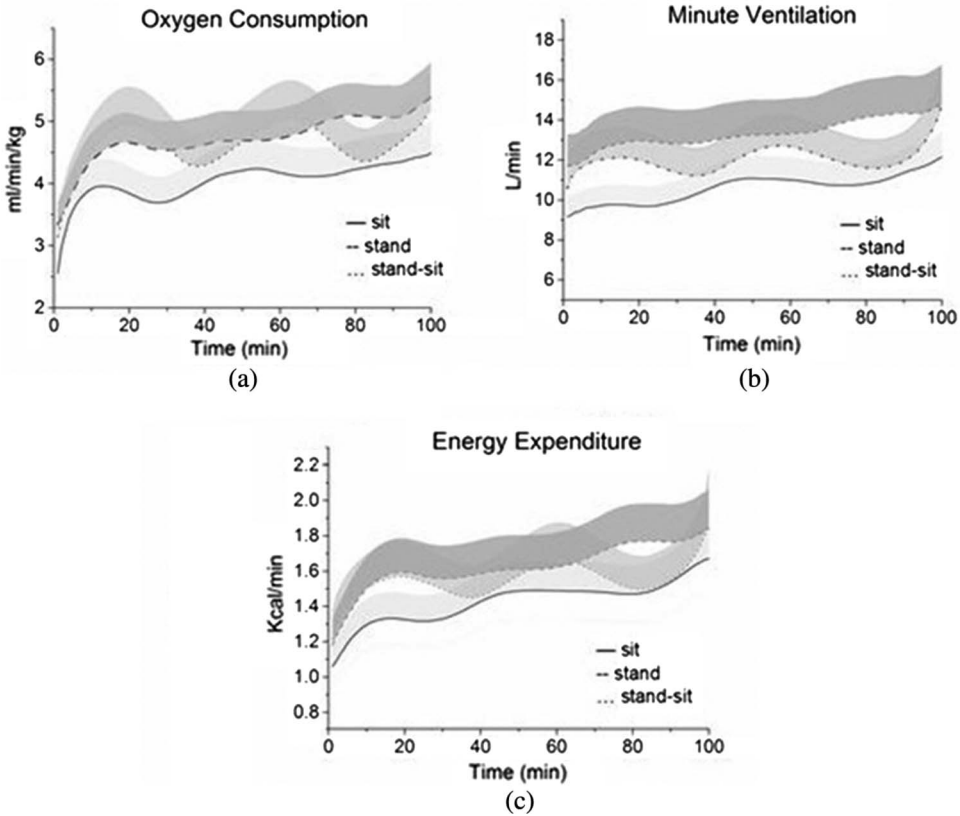 Oxygen Consumption
6
5
4
3
2
ml/min/kg
sit
stand
stand-sit
0 20 40 60 80 100
Time (min)
(a)
Minute Ventilation
18
16
14
12
10
8
6
L/min
sit
stand
stand-sit
0 20 40 60 80 100
Time (min)
(b)
Energy Expenditure
2.2
2.0
1.8
1.6
1.4
1.2
1.0
0.8
Kcal/min
sit
stand
stand-sit
0 20 40 60 80 100
Time (min)
(c)